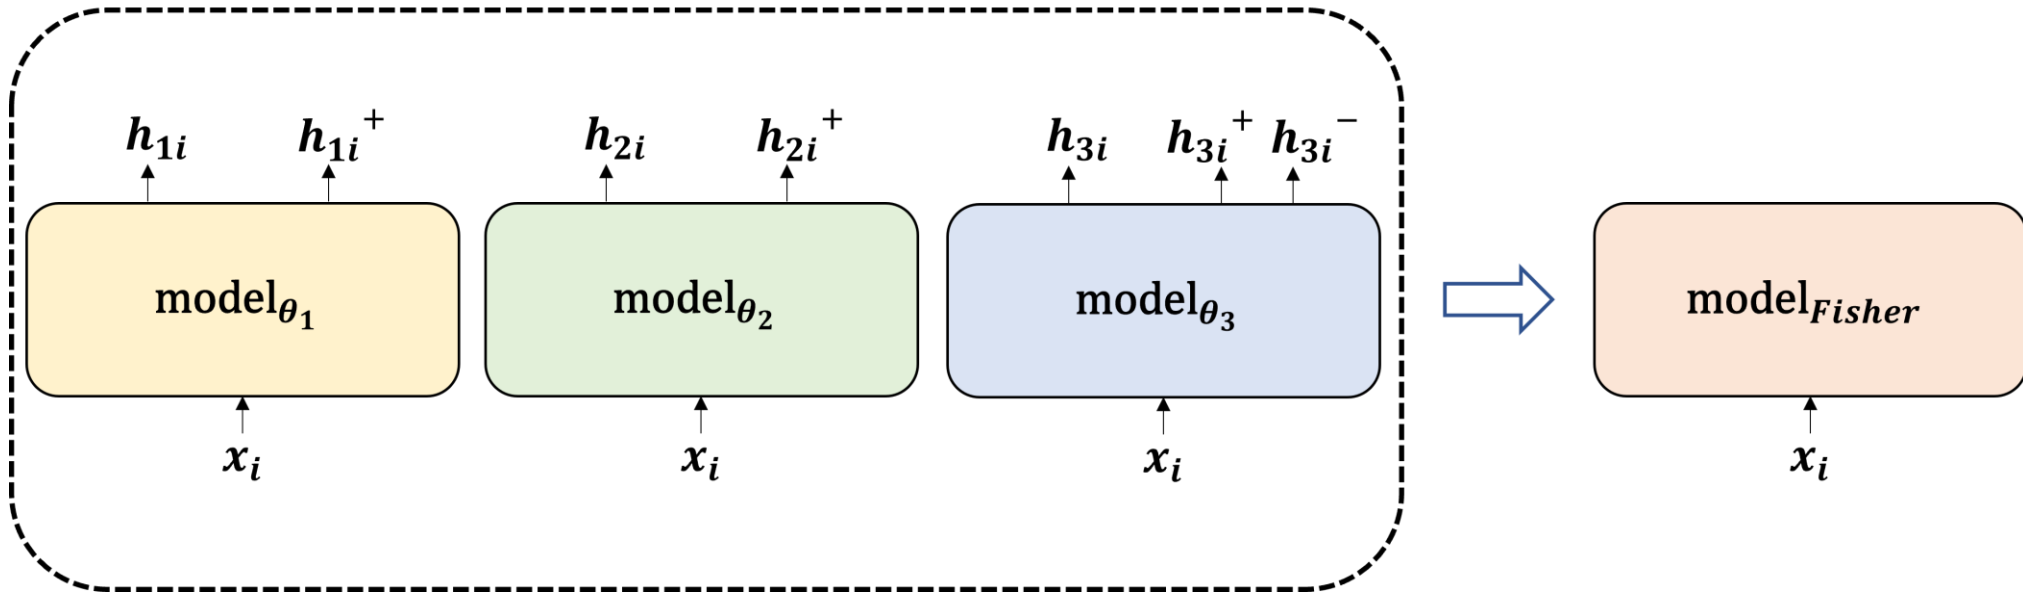 h1i h1i+ h2i h2i+ h3i h3i+ h3i−
modelθ1 modelθ2 modelθ3 modelFisher
xi xi xi xi